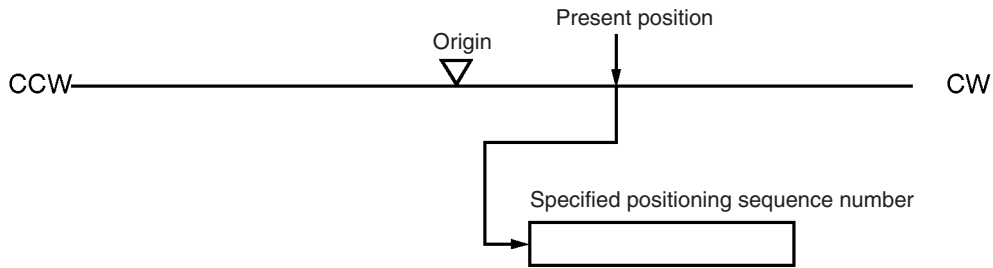 Present position
Origin
CCW
CW
Specified positioning sequence number